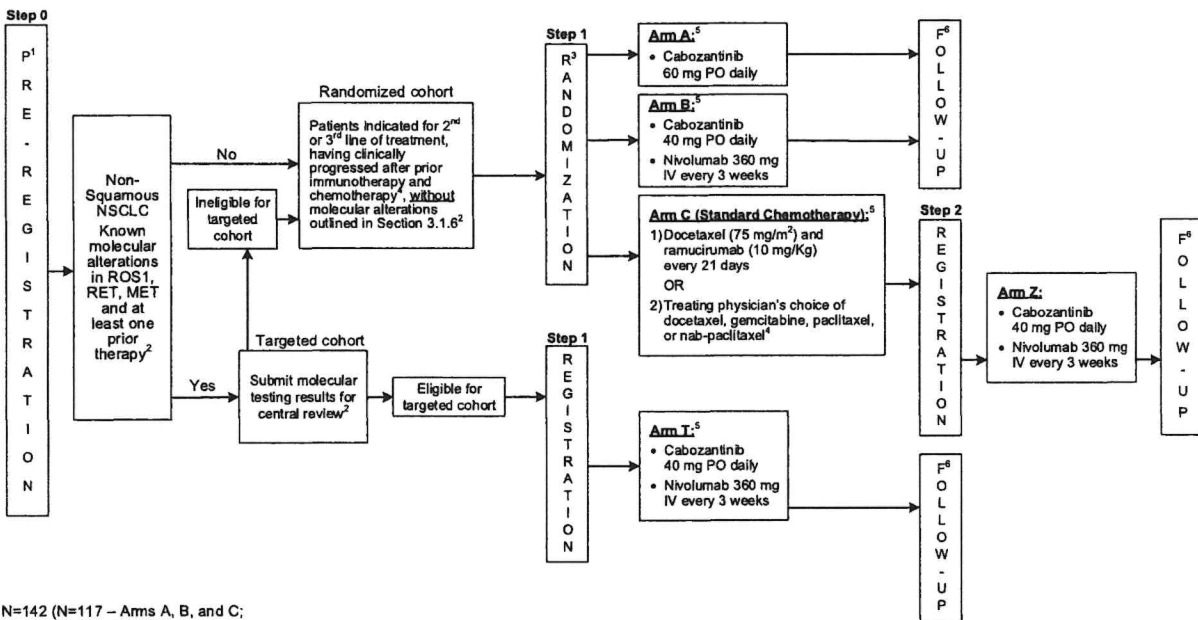 Step 0
P¹
R
E
-
R
E
G
I
S
T
R
A
T
I
O
N
Non-
Squamous
NSCLC
Known
molecular
alterations
in ROS1,
RET, MET
and at
least one
prior
therapy²
No
Yes
Ineligible for
targeted
cohort
Randomized cohort
Patients indicated for 2nd
or 3rd line of treatment,
having clinically
progressed after prior
immunotherapy and
chemotherapy⁴, without
molecular alterations
outlined in Section 3.1.6²
Targeted cohort
Submit molecular
testing results for
central review²
Eligible for
targeted cohort
Step 1
R³
A
N
D
O
M
I
Z
A
T
I
O
N
Step 1
R
E
G
I
S
T
R
A
T
I
O
N
Arm A:⁵
• Cabozantinib
60 mg PO daily
Arm B:⁵
• Cabozantinib
40 mg PO daily
• Nivolumab 360 mg
IV every 3 weeks
Arm C (Standard Chemotherapy):⁵
1) Docetaxel (75 mg/m²) and
ramucirumab (10 mg/Kg)
every 21 days
OR
2) Treating physician's choice of
docetaxel, gemcitabine, paclitaxel,
or nab-paclitaxel⁴
Arm T:⁵
• Cabozantinib
40 mg PO daily
• Nivolumab 360 mg
IV every 3 weeks
F⁶
O
L
L
O
W
-
U
P
Step 2
R
E
G
I
S
T
R
A
T
I
O
N
F⁶
O
L
L
O
W
-
U
P
Arm Z:
• Cabozantinib
40 mg PO daily
• Nivolumab 360 mg
IV every 3 weeks
F⁶
O
L
L
O
W
-
U
P
N=142 (N=117 – Arms A, B, and C;